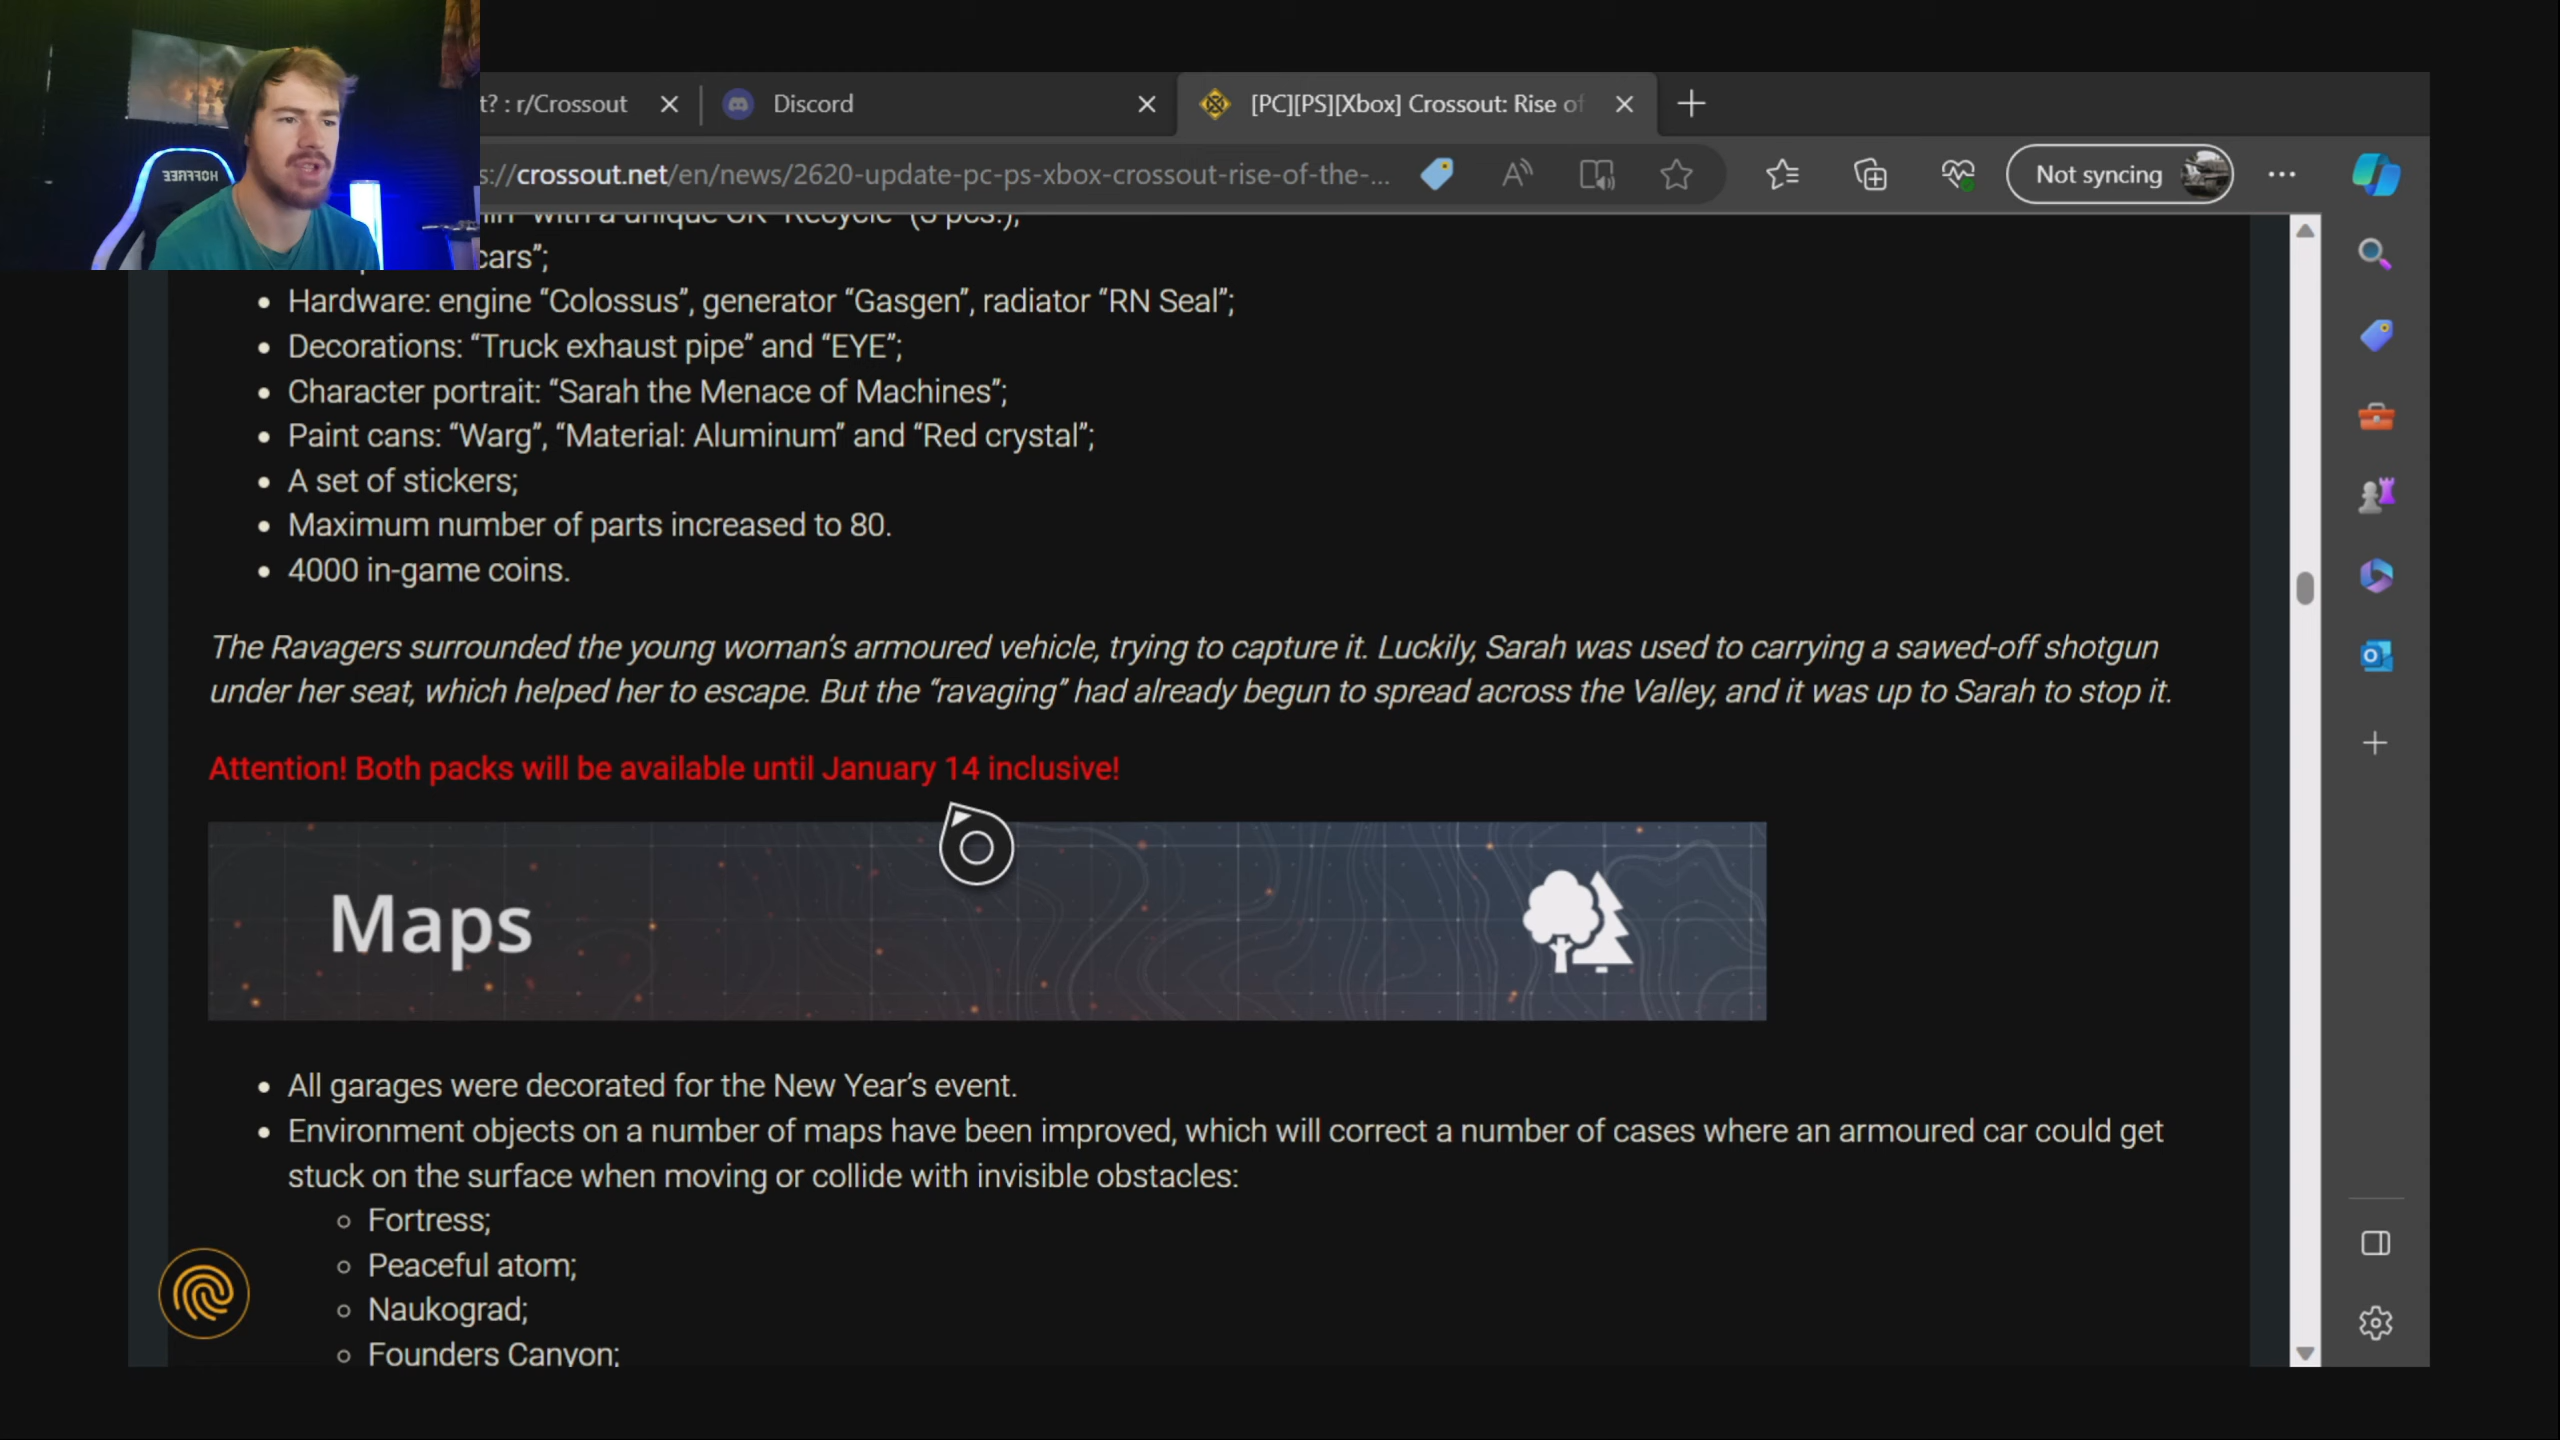 t? : r/Crossout
Discord
[PC][PS][Xbox] Crossout: Rise of
s://crossout.net/en/news/2620-update-pc-ps-xbox-crossout-rise-of-the-...
Not syncing
HOFFREE
with a unique CK “Recycle” (3 pcs.);
cars”;
• Hardware: engine “Colossus”, generator “Gasgen”, radiator “RN Seal”;
• Decorations: “Truck exhaust pipe” and “EYE”;
• Character portrait: “Sarah the Menace of Machines”;
• Paint cans: “Warg”, “Material: Aluminum” and “Red crystal”;
• A set of stickers;
• Maximum number of parts increased to 80.
• 4000 in-game coins.
The Ravagers surrounded the young woman’s armoured vehicle, trying to capture it. Luckily, Sarah was used to carrying a sawed-off shotgun
under her seat, which helped her to escape. But the “ravaging” had already begun to spread across the Valley, and it was up to Sarah to stop it.
Attention! Both packs will be available until January 14 inclusive!
Maps
• All garages were decorated for the New Year’s event.
• Environment objects on a number of maps have been improved, which will correct a number of cases where an armoured car could get
stuck on the surface when moving or collide with invisible obstacles:
◦ Fortress;
◦ Peaceful atom;
◦ Naukograd;
◦ Founders Canyon;